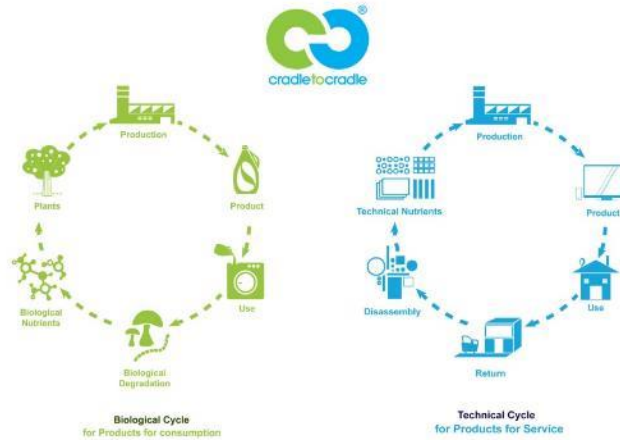 ®
cradletocradle
Production
Product
Use
Biological
Degradation
Biological
Nutrients
Plants
Biological Cycle
for Products for consumption
Production
Product
Use
Return
Disassembly
Technical Nutrients
Technical Cycle
for Products for Service